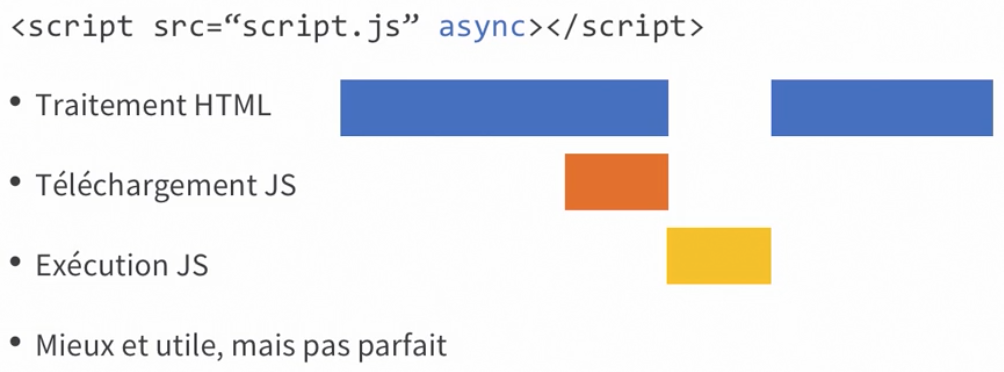 <script src=“script.js” async></script>
• Traitement HTML
• Téléchargement JS
• Exécution JS
• Mieux et utile, mais pas parfait